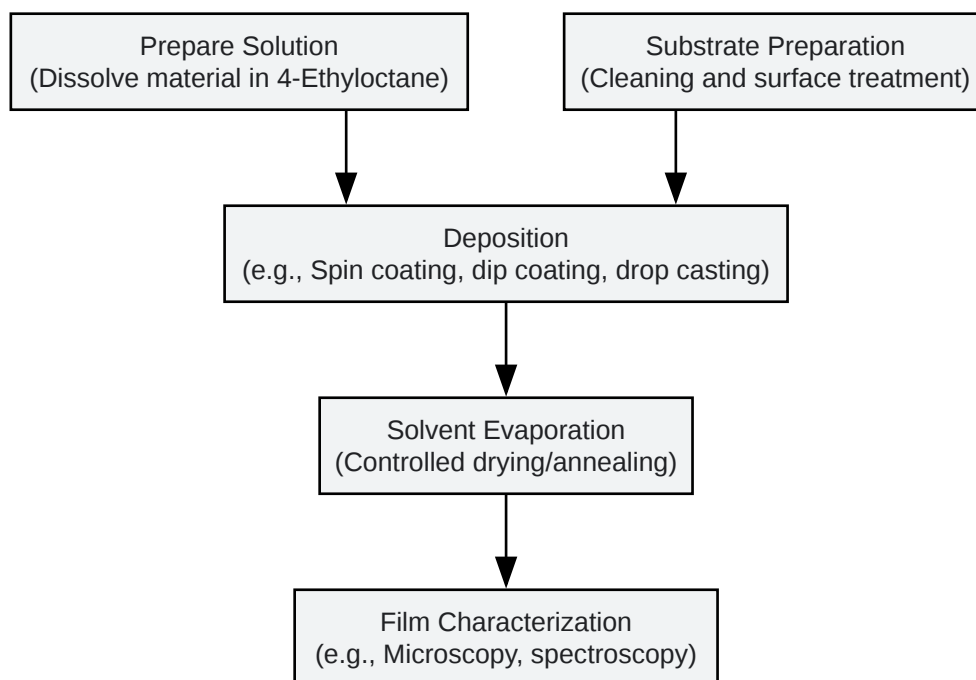 Prepare Solution
(Dissolve material in 4-Ethyloctane)
Substrate Preparation
(Cleaning and surface treatment)
Deposition
(e.g., Spin coating, dip coating, drop casting)
Solvent Evaporation
(Controlled drying/annealing)
Film Characterization
(e.g., Microscopy, spectroscopy)